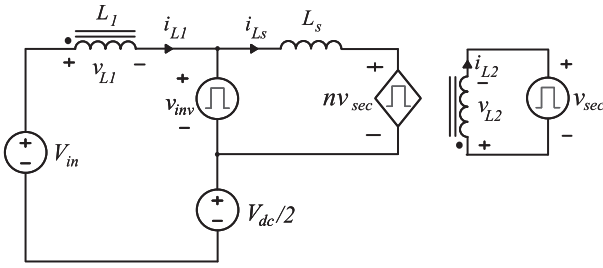 L1 iL1 iLs Ls
+ vL1 −
+ vinv −
+ nvsec −
iL2
− vL2 +
+ vsec −
+ − Vin
+ − Vdc/2